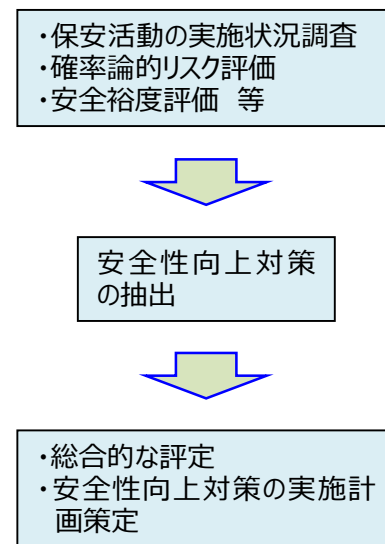 ・保安活動の実施状況調査
・確率論的リスク評価
・安全裕度評価 等
安全性向上対策
の抽出
・総合的な評定
・安全性向上対策の実施計
画策定